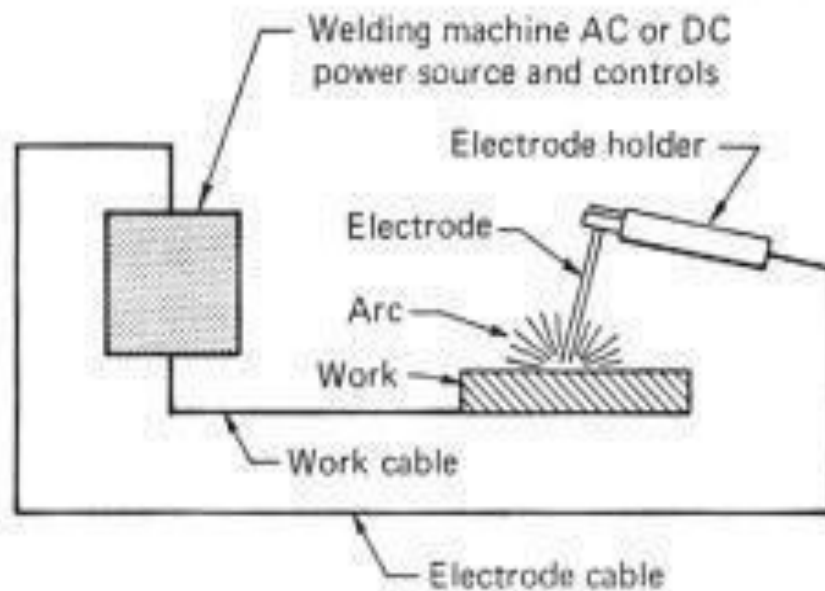 Welding machine AC or DC
power source and controls
Electrode holder
Electrode
Arc
Work
Work cable
Electrode cable